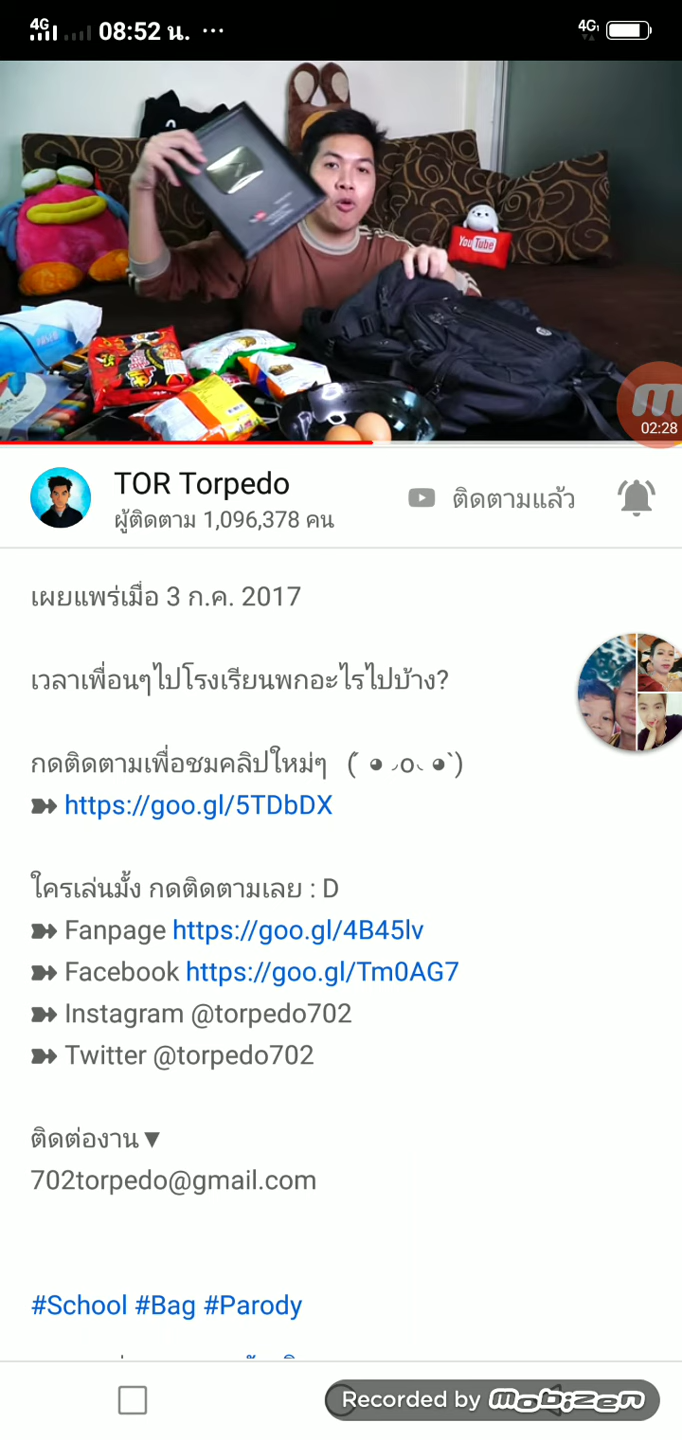 4G 08:52 น. ... 4G
YouTube
02:28
TOR Torpedo
ผู้ติดตาม 1,096,378 คน
ติดตามแล้ว
เผยแพร่เมื่อ 3 ก.ค. 2017
เวลาเพื่อนๆไปโรงเรียนพกอะไรไปบ้าง?
กดติดตามเพื่อชมคลิปใหม่ๆ (´ ◕ ◞o◟ ◕`)
➽ https://goo.gl/5TDbDX
ใครเล่นมั้ง กดติดตามเลย : D
➽ Fanpage https://goo.gl/4B45lv
➽ Facebook https://goo.gl/Tm0AG7
➽ Instagram @torpedo702
➽ Twitter @torpedo702
ติดต่องาน▼
702torpedo@gmail.com
#School #Bag #Parody
Recorded by mobizen